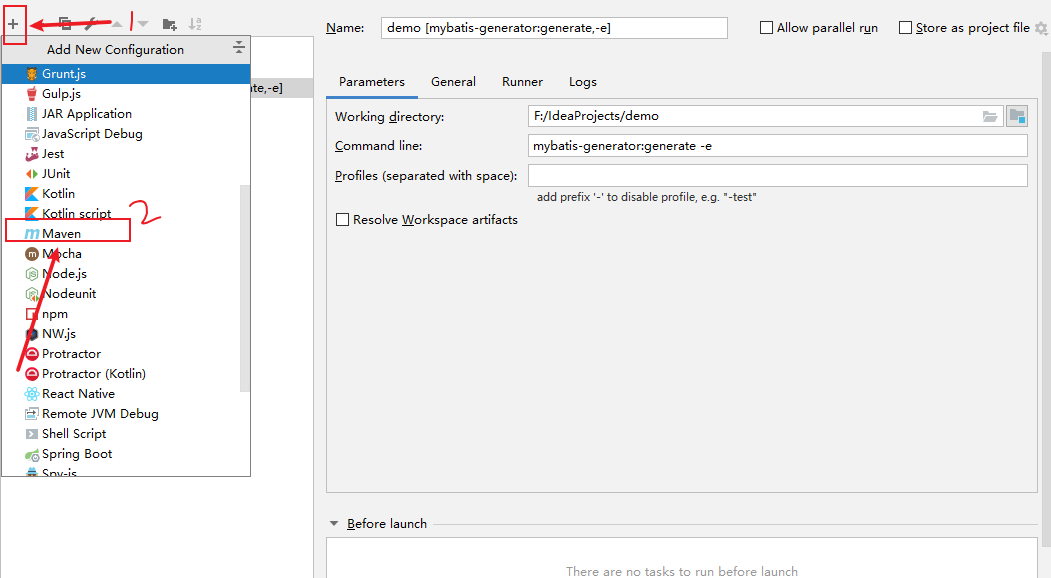 +
1
Add New Configuration
Grunt.js
Gulp.js
JAR Application
JavaScript Debug
Jest
JUnit
Kotlin
Kotlin script
2
Maven
Mocha
Node.js
Nodeunit
npm
NW.js
Protractor
Protractor (Kotlin)
React Native
Remote JVM Debug
Shell Script
Spring Boot
Spy-js
te,-e]
Name: demo [mybatis-generator:generate,-e] Allow parallel run Store as project file
Parameters General Runner Logs
Working directory: F:/IdeaProjects/demo
Command line: mybatis-generator:generate -e
Profiles (separated with space):
add prefix '-' to disable profile, e.g. "-test"
Resolve Workspace artifacts
Before launch
There are no tasks to run before launch